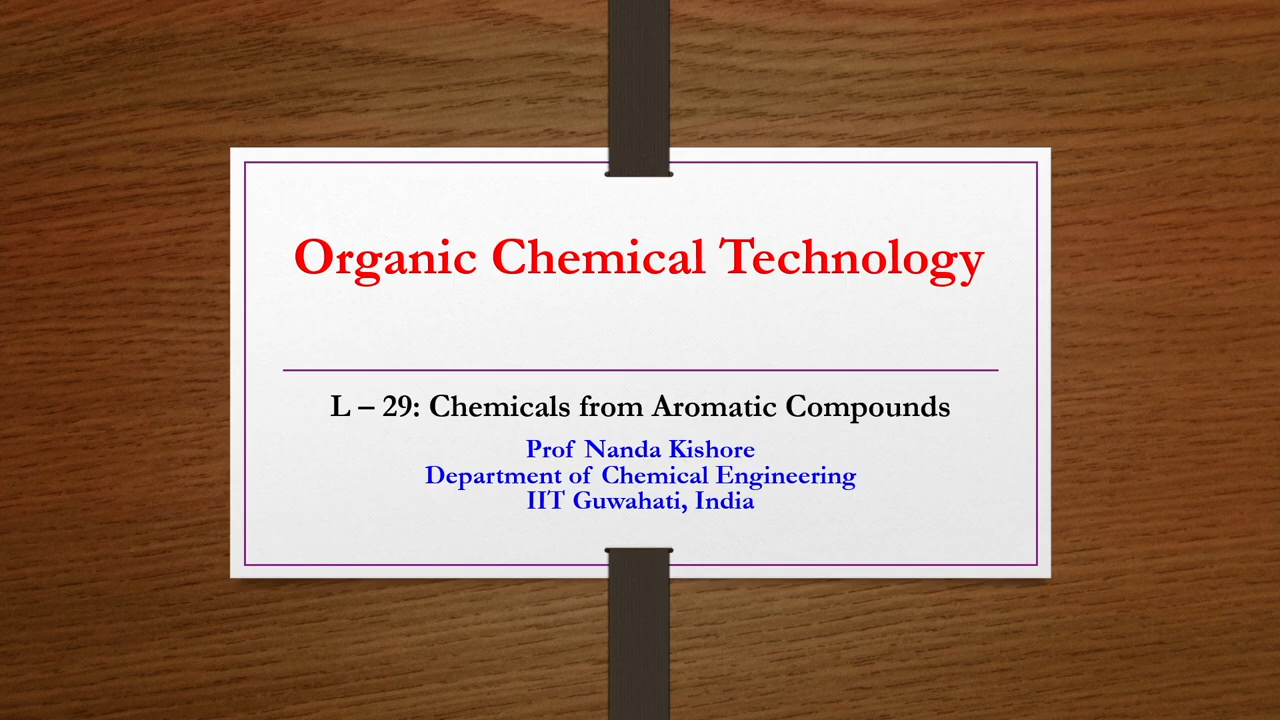 Organic Chemical Technology
L – 29: Chemicals from Aromatic Compounds
Prof Nanda Kishore
Department of Chemical Engineering
IIT Guwahati, India